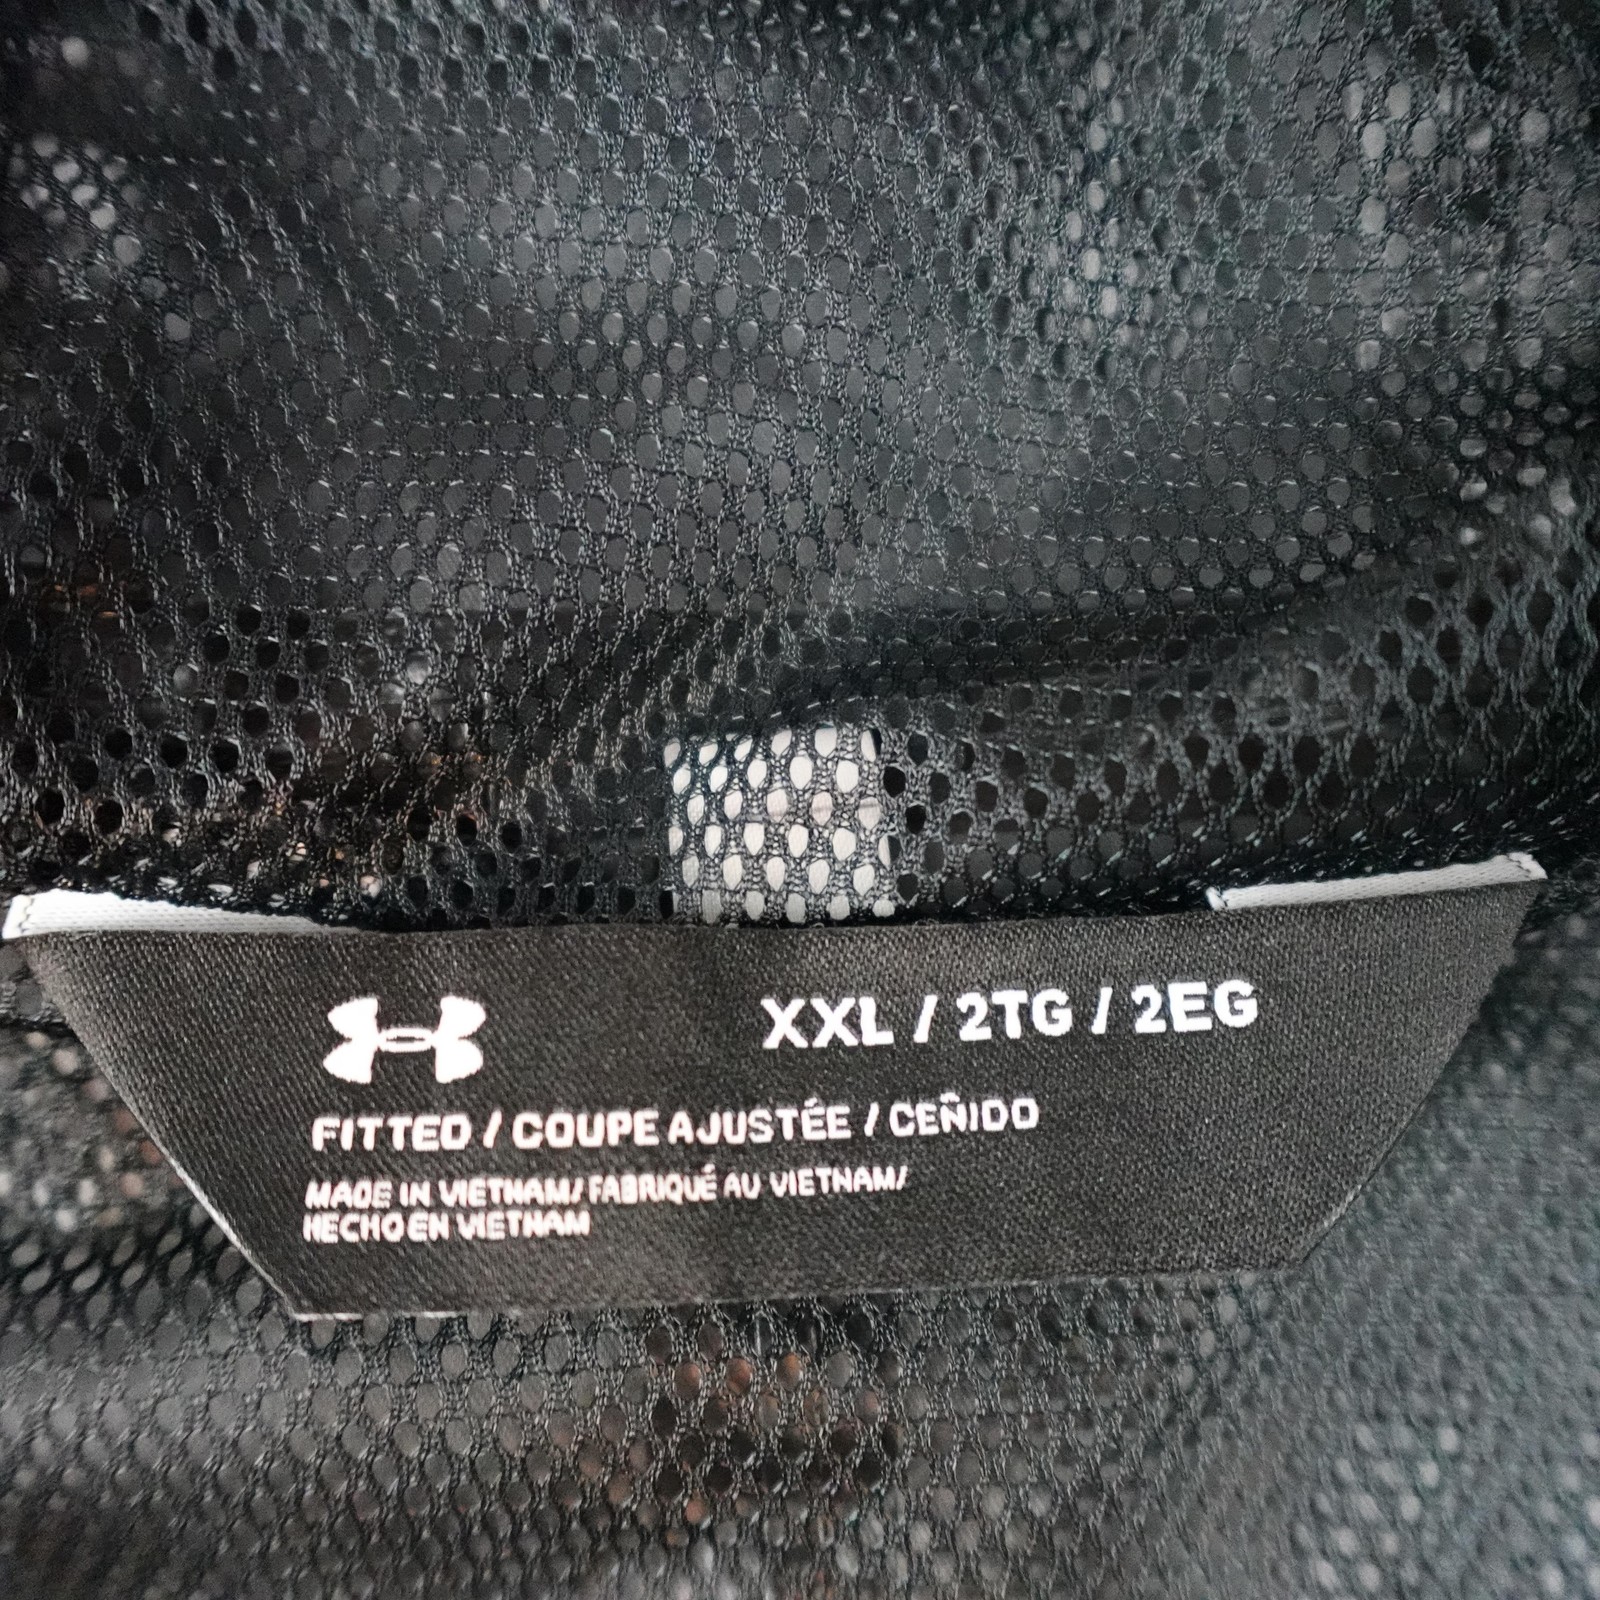 XXL / 2TG / 2EG
FITTED / COUPE AJUSTÉE / CEÑIDO
MADE IN VIETNAM/ FABRIQUÉ AU VIETNAM/
HECHO EN VIETNAM